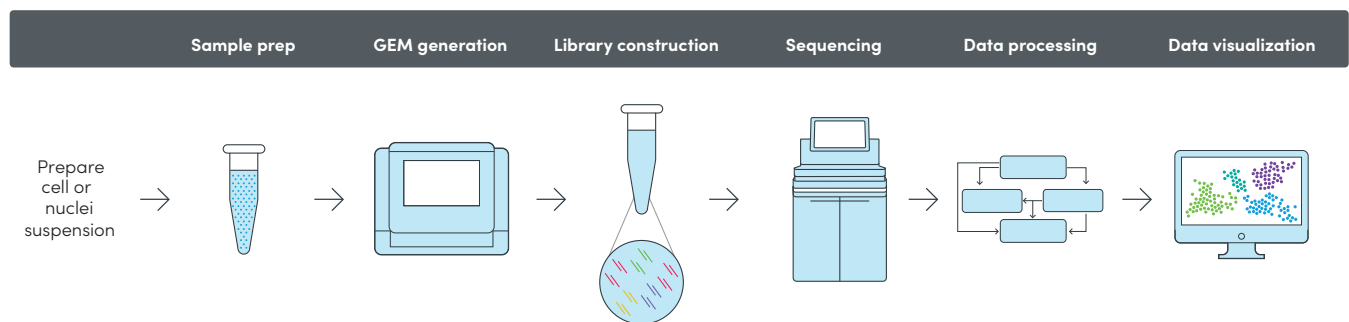 Sample prep
GEM generation
Library construction
Sequencing
Data processing
Data visualization
Prepare
cell or
nuclei
suspension